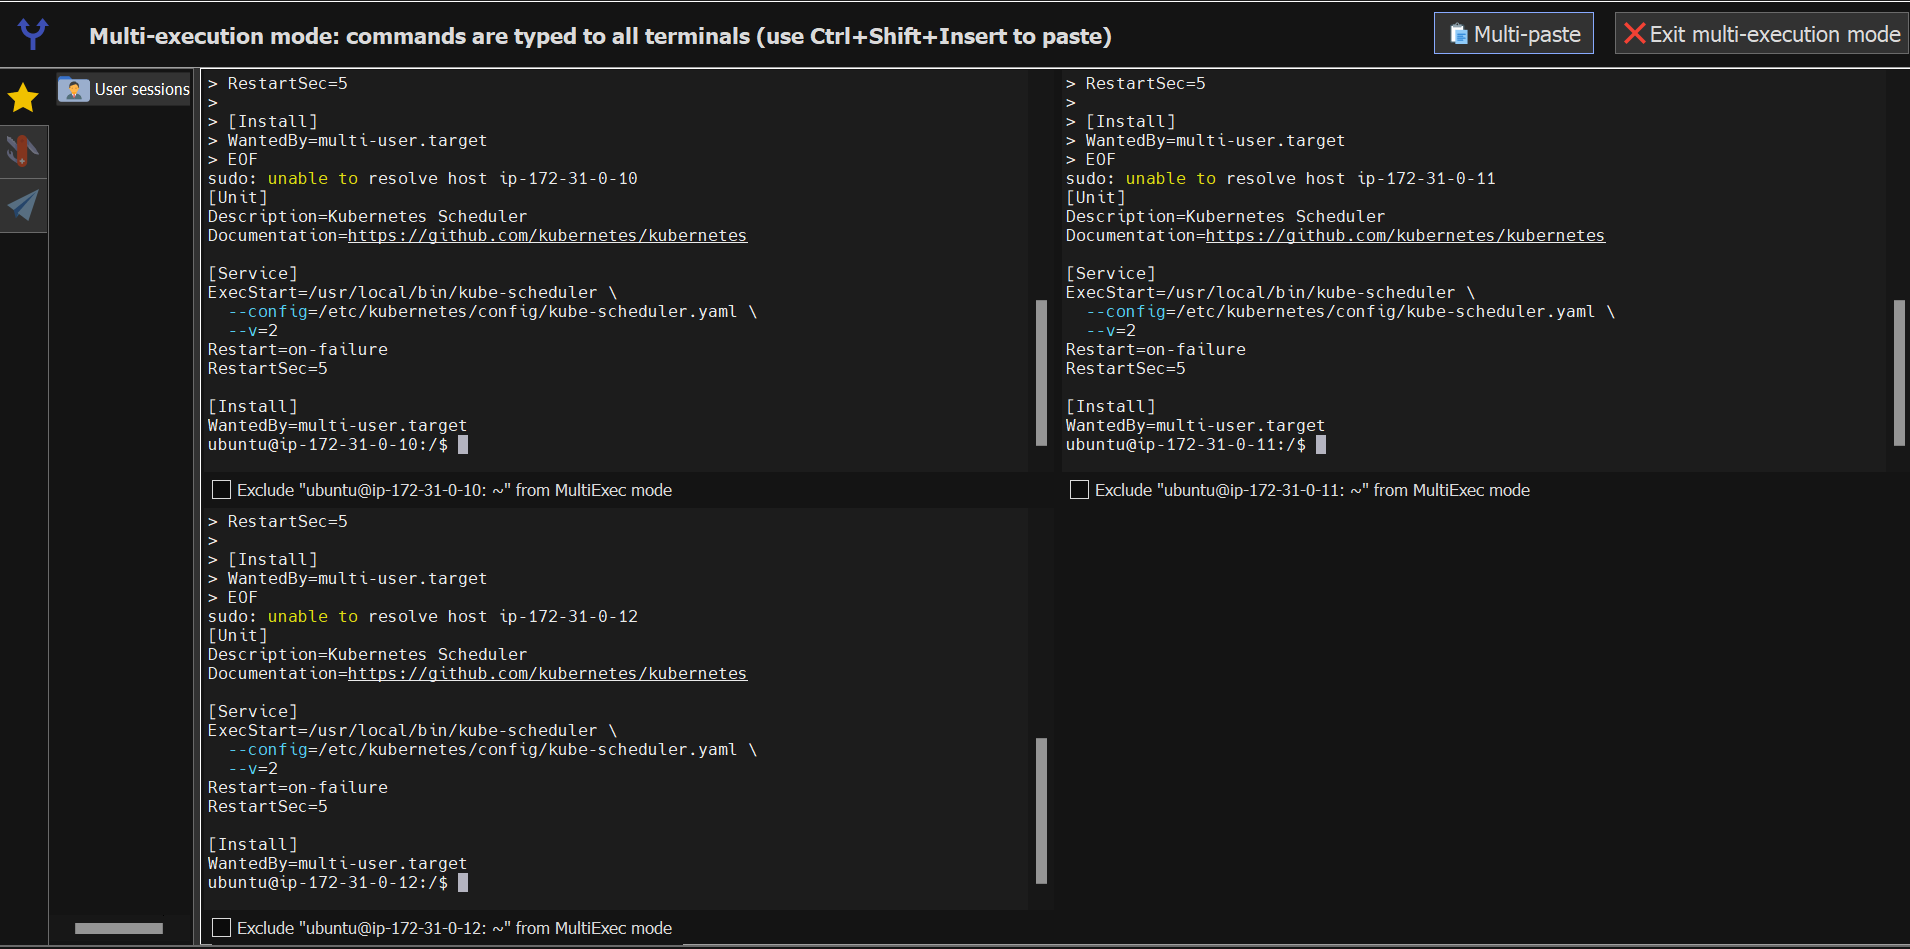 Multi-execution mode: commands are typed to all terminals (use Ctrl+Shift+Insert to paste)
Multi-paste
Exit multi-execution mode
User sessions
> RestartSec=5
>
> [Install]
> WantedBy=multi-user.target
> EOF
sudo: unable to resolve host ip-172-31-0-10
[Unit]
Description=Kubernetes Scheduler
Documentation=https://github.com/kubernetes/kubernetes

[Service]
ExecStart=/usr/local/bin/kube-scheduler \
  --config=/etc/kubernetes/config/kube-scheduler.yaml \
  --v=2
Restart=on-failure
RestartSec=5

[Install]
WantedBy=multi-user.target
ubuntu@ip-172-31-0-10:/$
Exclude "ubuntu@ip-172-31-0-10: ~" from MultiExec mode
> RestartSec=5
>
> [Install]
> WantedBy=multi-user.target
> EOF
sudo: unable to resolve host ip-172-31-0-11
[Unit]
Description=Kubernetes Scheduler
Documentation=https://github.com/kubernetes/kubernetes

[Service]
ExecStart=/usr/local/bin/kube-scheduler \
  --config=/etc/kubernetes/config/kube-scheduler.yaml \
  --v=2
Restart=on-failure
RestartSec=5

[Install]
WantedBy=multi-user.target
ubuntu@ip-172-31-0-11:/$
Exclude "ubuntu@ip-172-31-0-11: ~" from MultiExec mode
> RestartSec=5
>
> [Install]
> WantedBy=multi-user.target
> EOF
sudo: unable to resolve host ip-172-31-0-12
[Unit]
Description=Kubernetes Scheduler
Documentation=https://github.com/kubernetes/kubernetes

[Service]
ExecStart=/usr/local/bin/kube-scheduler \
  --config=/etc/kubernetes/config/kube-scheduler.yaml \
  --v=2
Restart=on-failure
RestartSec=5

[Install]
WantedBy=multi-user.target
ubuntu@ip-172-31-0-12:/$
Exclude "ubuntu@ip-172-31-0-12: ~" from MultiExec mode